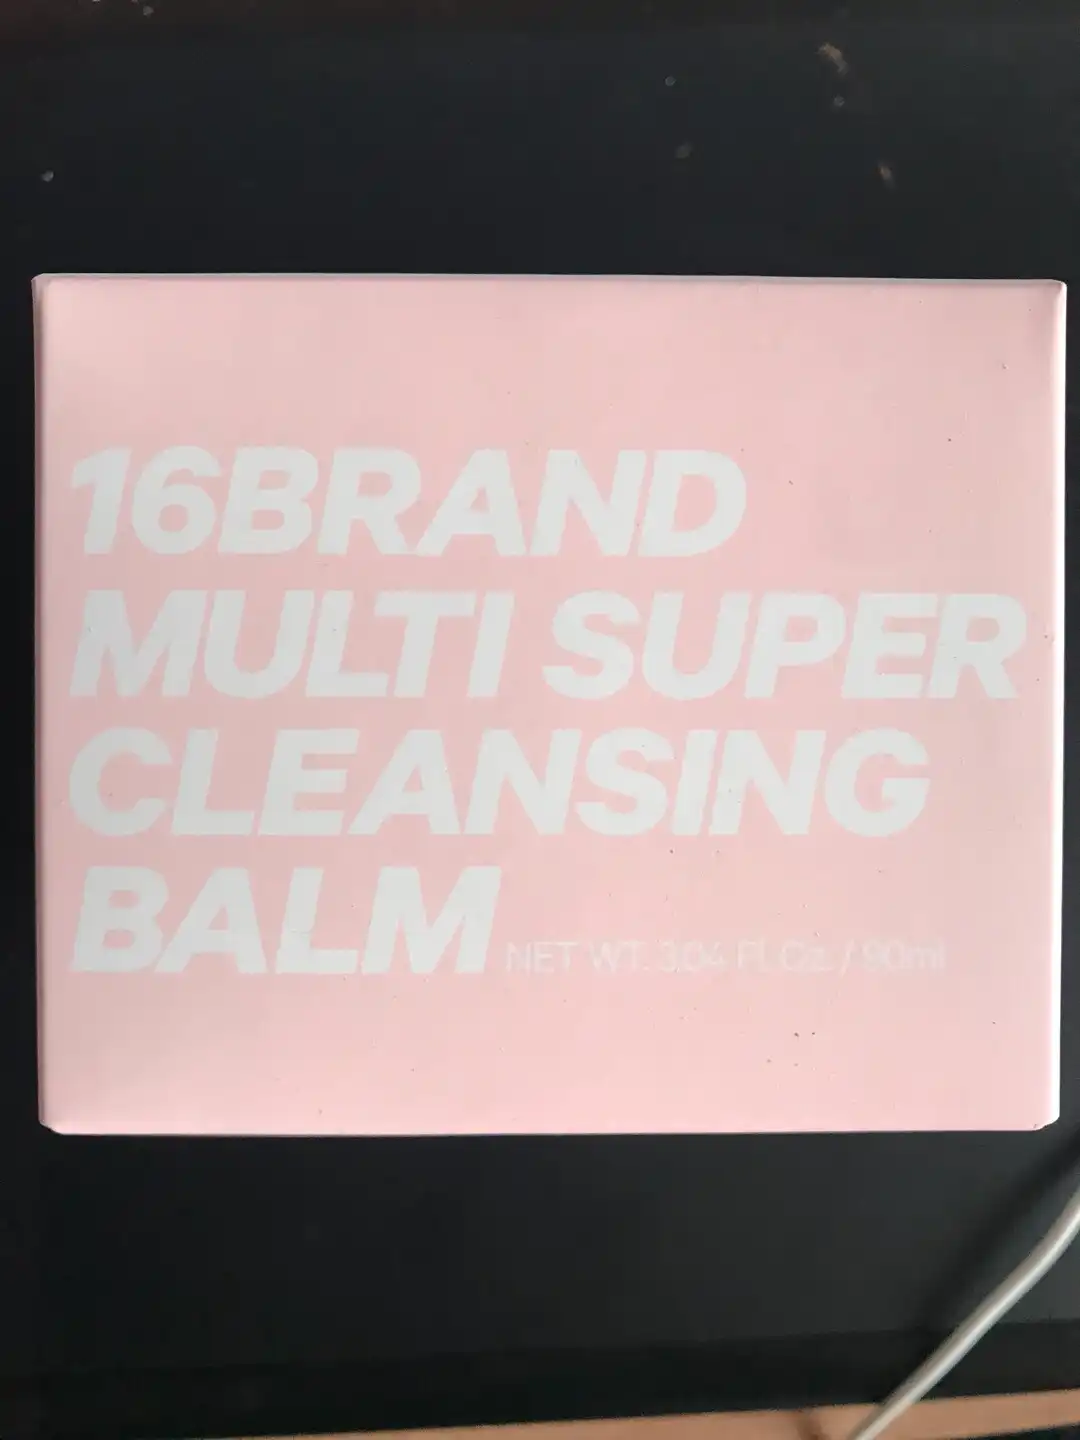 16BRAND
MULTI SUPER
CLEANSING
BALM NET WT. 3.04 Fl.Oz. / 90ml